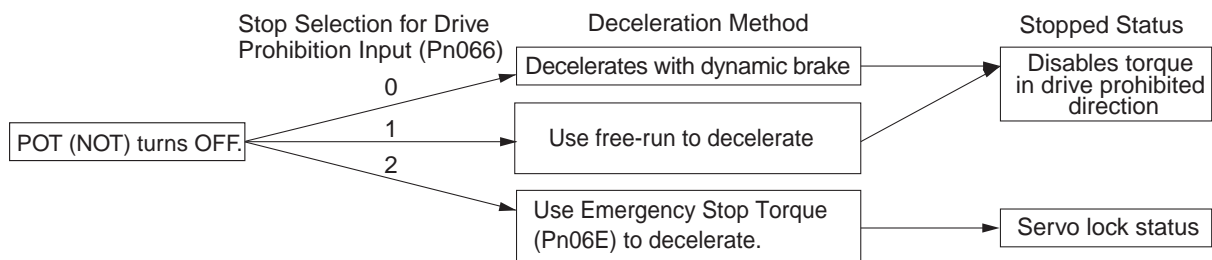 Stop Selection for Drive
Prohibition Input (Pn066)
Deceleration Method
Stopped Status
POT (NOT) turns OFF.
0
Decelerates with dynamic brake
Disables torque
in drive prohibited
direction
1
Use free-run to decelerate
2
Use Emergency Stop Torque
(Pn06E) to decelerate.
Servo lock status